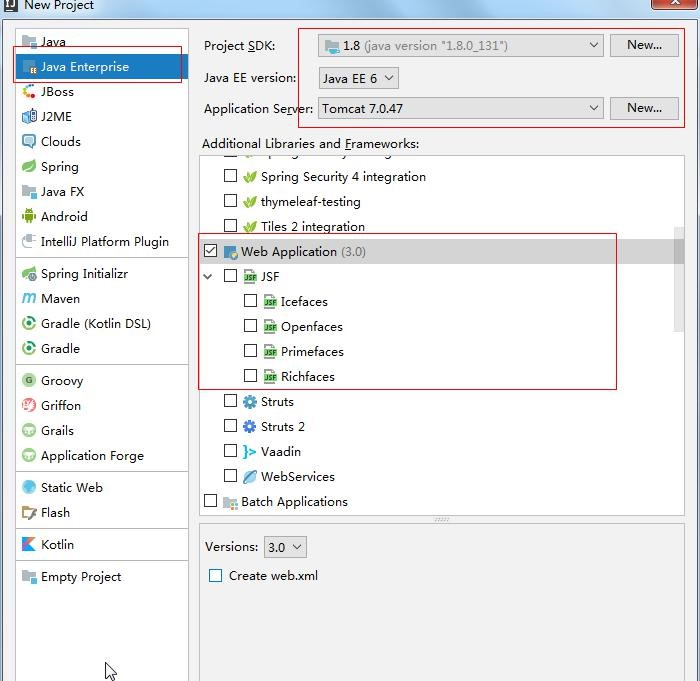 New Project
Java
Java Enterprise
JBoss
J2ME
Clouds
Spring
Java FX
Android
IntelliJ Platform Plugin
Spring Initializr
Maven
Gradle (Kotlin DSL)
Gradle
Groovy
Griffon
Grails
Application Forge
Static Web
Flash
Kotlin
Empty Project
Project SDK: 1.8 (java version "1.8.0_131") New...
Java EE version: Java EE 6
Application Server: Tomcat 7.0.47 New...
Additional Libraries and Frameworks:
Spring Security 4 integration
thymeleaf-testing
Tiles 2 integration
Web Application (3.0)
JSF
Icefaces
Openfaces
Primefaces
Richfaces
Struts
Struts 2
Vaadin
WebServices
Batch Applications
Versions: 3.0
Create web.xml